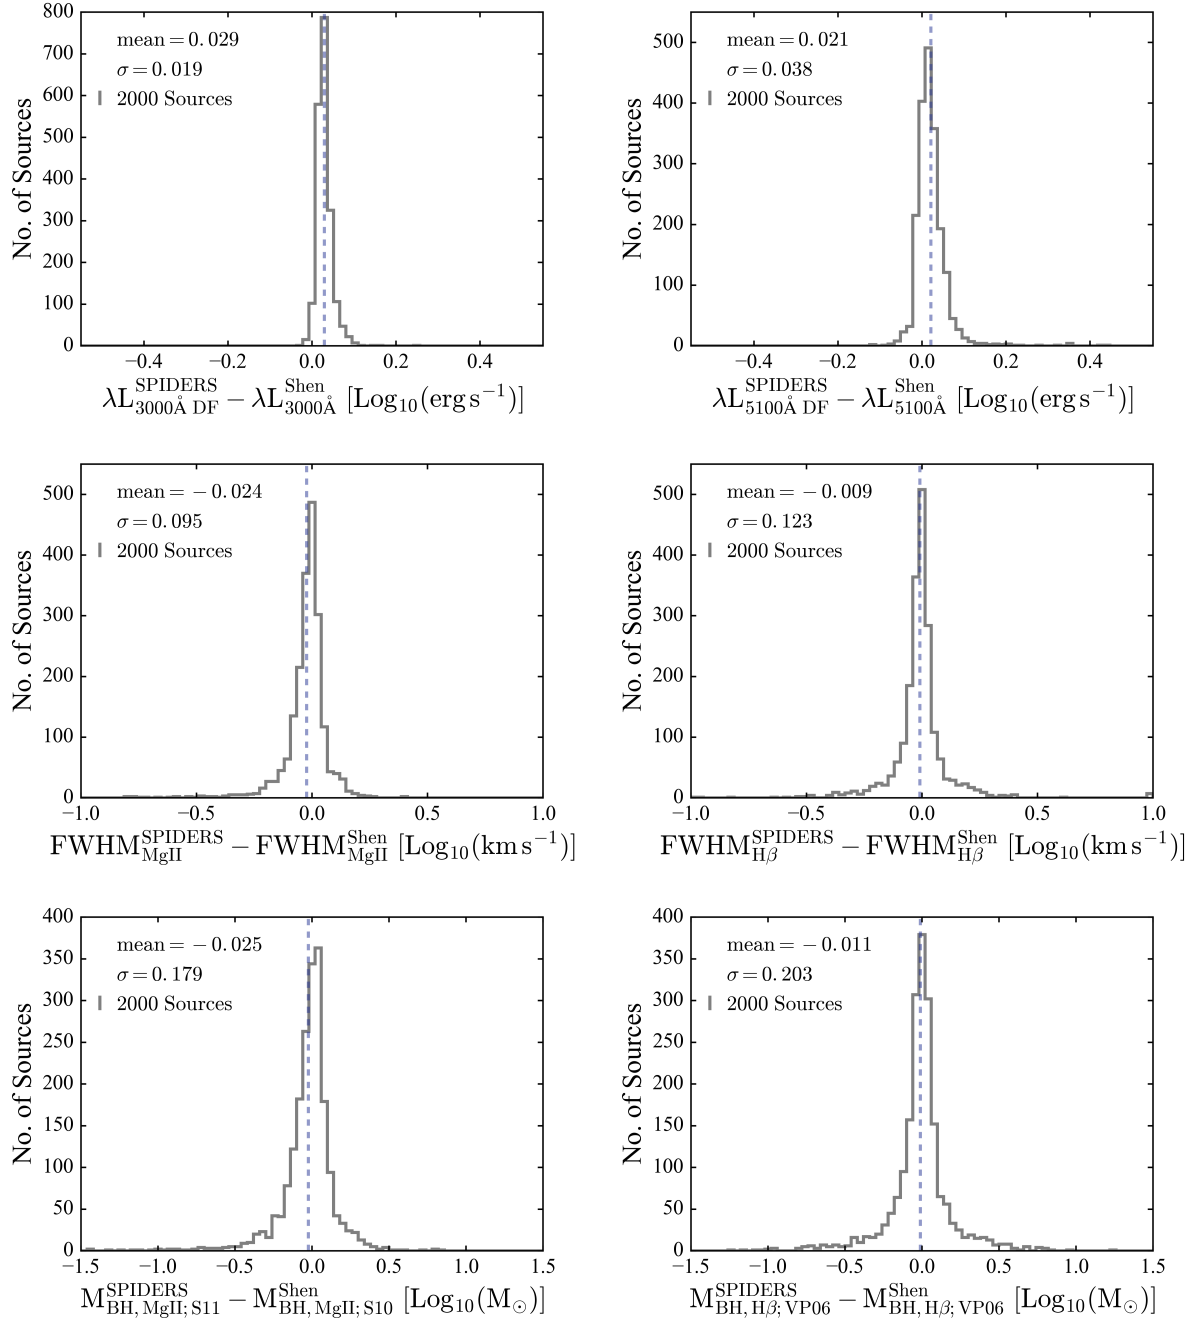 mean = 0.029
σ = 0.019
2000 Sources
No. of Sources
0
100
200
300
400
500
600
700
800
−0.4 −0.2 0.0 0.2 0.4
λL^SPIDERS_3000Å DF − λL^Shen_3000Å [Log10(erg s−1)]
mean = 0.021
σ = 0.038
2000 Sources
No. of Sources
0
100
200
300
400
500
−0.4 −0.2 0.0 0.2 0.4
λL^SPIDERS_5100Å DF − λL^Shen_5100Å [Log10(erg s−1)]
mean = −0.024
σ = 0.095
2000 Sources
No. of Sources
0
100
200
300
400
500
−1.0 −0.5 0.0 0.5 1.0
FWHM^SPIDERS_MgII − FWHM^Shen_MgII [Log10(km s−1)]
mean = −0.009
σ = 0.123
2000 Sources
No. of Sources
0
100
200
300
400
500
−1.0 −0.5 0.0 0.5 1.0
FWHM^SPIDERS_Hβ − FWHM^Shen_Hβ [Log10(km s−1)]
mean = −0.025
σ = 0.179
2000 Sources
No. of Sources
0
50
100
150
200
250
300
350
400
−1.5 −1.0 −0.5 0.0 0.5 1.0 1.5
M^SPIDERS_BH, MgII; S11 − M^Shen_BH, MgII; S10 [Log10(M⊙)]
mean = −0.011
σ = 0.203
2000 Sources
No. of Sources
0
50
100
150
200
250
300
350
400
−1.5 −1.0 −0.5 0.0 0.5 1.0 1.5
M^SPIDERS_BH, Hβ; VP06 − M^Shen_BH, Hβ; VP06 [Log10(M⊙)]